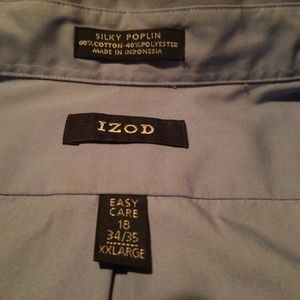 SILKY POPLIN
60%COTTON·40%POLYESTER
MADE IN INDONESIA
IZOD
EASY
CARE
18
34/35
XXLARGE